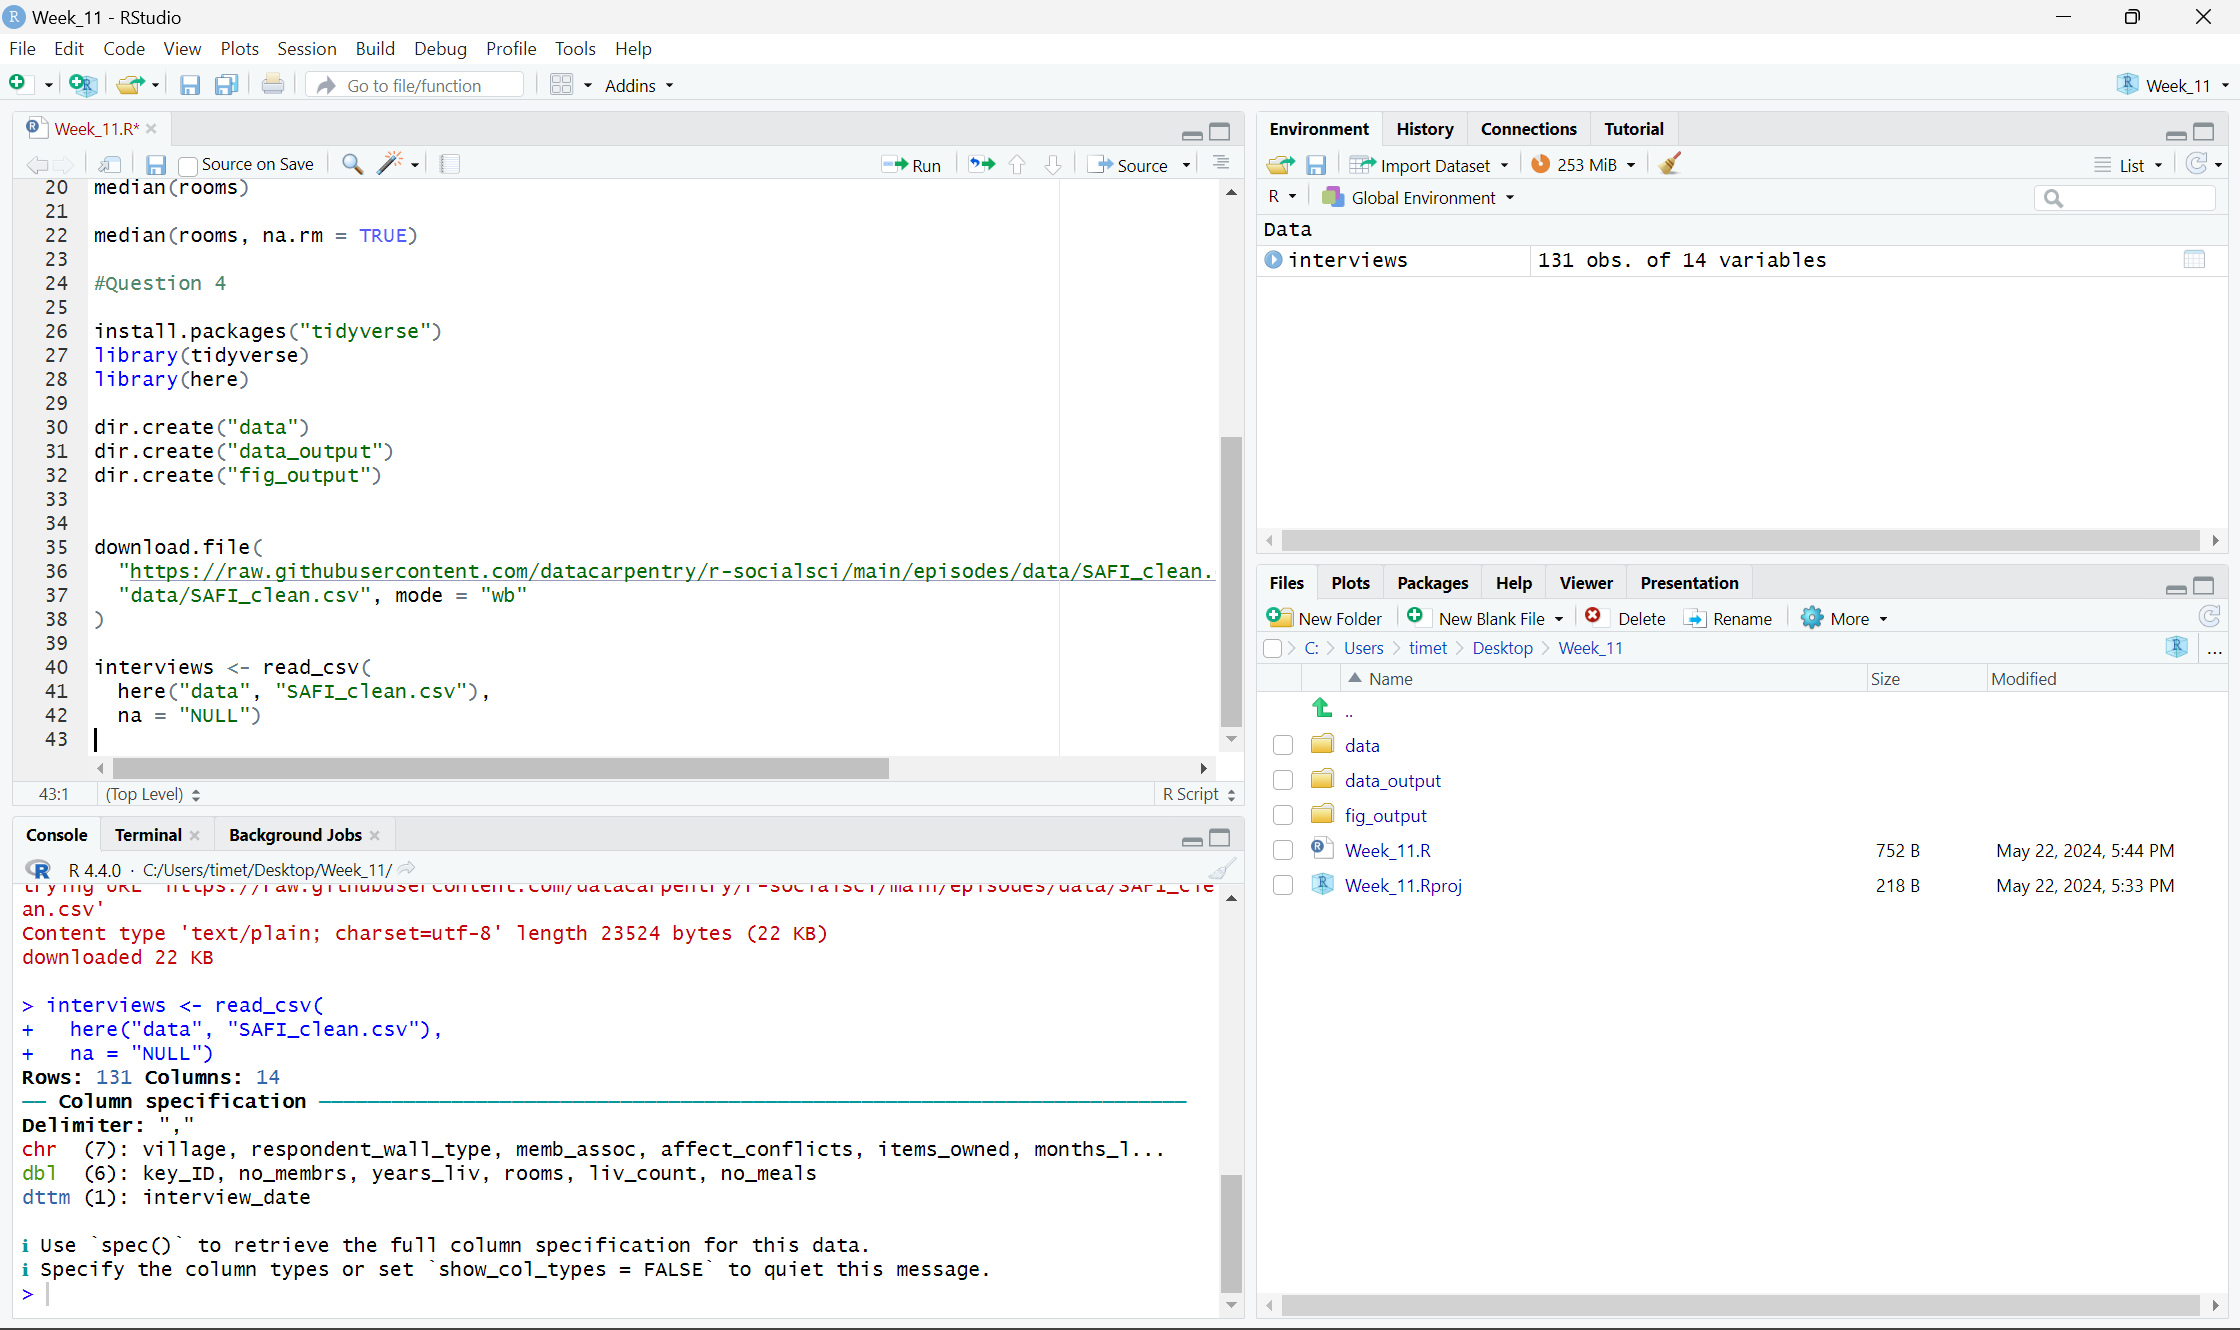 Week_11 - RStudio
File Edit Code View Plots Session Build Debug Profile Tools Help
Go to file/function Addins Week_11
Week_11.R*
Source on Save Run Source
20 median(rooms)
21
22 median(rooms, na.rm = TRUE)
23
24 #Question 4
25
26 install.packages("tidyverse")
27 library(tidyverse)
28 library(here)
29
30 dir.create("data")
31 dir.create("data_output")
32 dir.create("fig_output")
33
34
35 download.file(
36 "https://raw.githubusercontent.com/datacarpentry/r-socialsci/main/episodes/data/SAFI_clean.
37 "data/SAFI_clean.csv", mode = "wb"
38 )
39
40 interviews <- read_csv(
41 here("data", "SAFI_clean.csv"),
42 na = "NULL")
43
43:1 (Top Level) R Script
Console Terminal Background Jobs
R R 4.4.0 · C:/Users/timet/Desktop/Week_11/
trying URL 'https://raw.githubusercontent.com/datacarpentry/r-socialsci/main/episodes/data/SAFI_cle
an.csv'
Content type 'text/plain; charset=utf-8' length 23524 bytes (22 KB)
downloaded 22 KB
> interviews <- read_csv(
+ here("data", "SAFI_clean.csv"),
+ na = "NULL")
Rows: 131 Columns: 14
── Column specification ──────────
Delimiter: ","
chr (7): village, respondent_wall_type, memb_assoc, affect_conflicts, items_owned, months_l...
dbl (6): key_ID, no_membrs, years_liv, rooms, liv_count, no_meals
dttm (1): interview_date
ℹ Use `spec()` to retrieve the full column specification for this data.
ℹ Specify the column types or set `show_col_types = FALSE` to quiet this message.
>
Environment History Connections Tutorial
Import Dataset 253 MiB List
R Global Environment
Data
interviews 131 obs. of 14 variables
Files Plots Packages Help Viewer Presentation
New Folder New Blank File Delete Rename More
C: Users timet Desktop Week_11 ...
Name Size Modified
..
data
data_output
fig_output
Week_11.R 752 B May 22, 2024, 5:44 PM
Week_11.Rproj 218 B May 22, 2024, 5:33 PM